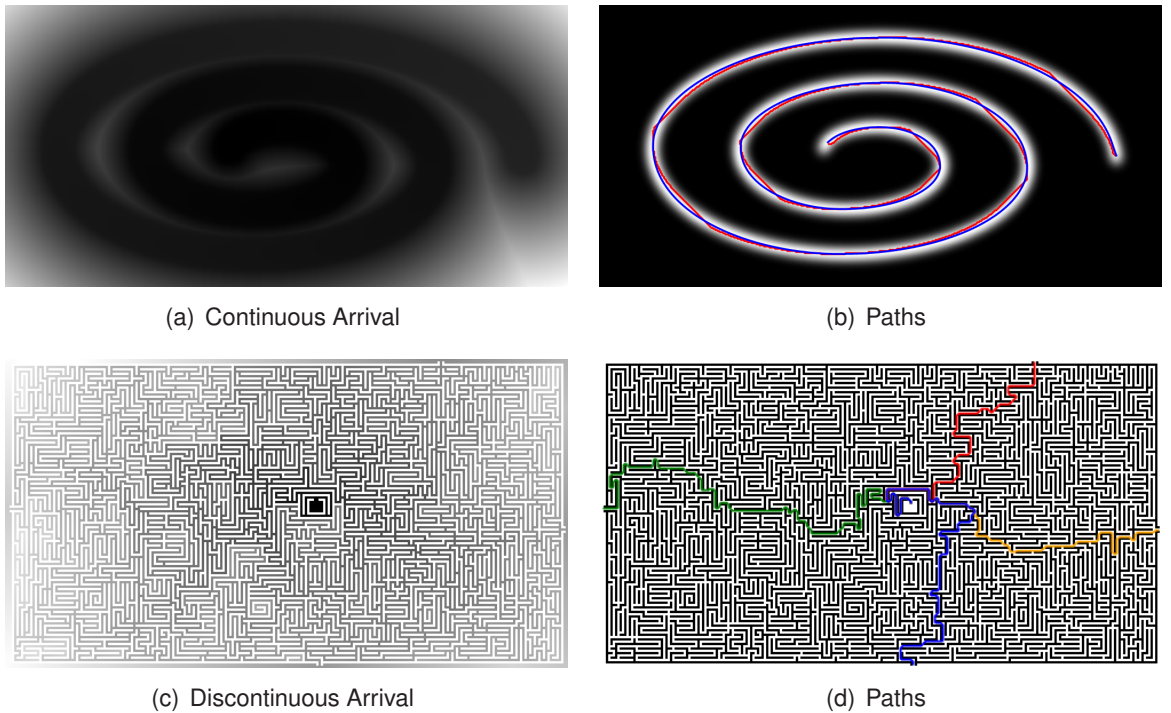 (a) Continuous Arrival
(b) Paths
(c) Discontinuous Arrival
(d) Paths